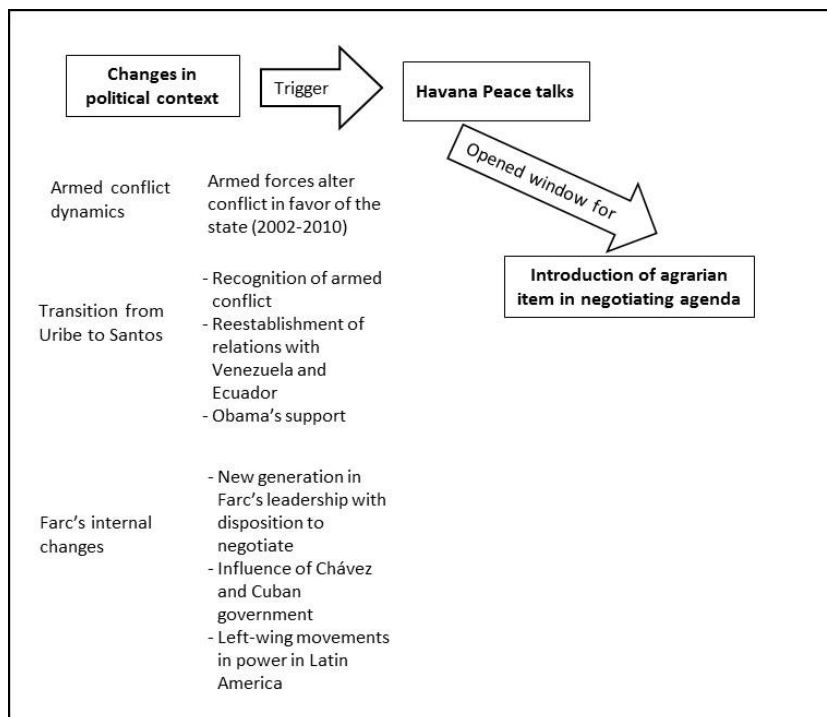 Changes in
political context
Trigger
Havana Peace talks
Opened window for
Introduction of agrarian
item in negotiating agenda
Armed conflict
dynamics
Armed forces alter
conflict in favor of the
state (2002-2010)
Transition from
Uribe to Santos
- Recognition of armed
conflict
- Reestablishment of
relations with
Venezuela and
Ecuador
- Obama's support
Farc's internal
changes
- New generation in
Farc's leadership with
disposition to
negotiate
- Influence of Chávez
and Cuban
government
- Left-wing movements
in power in Latin
America